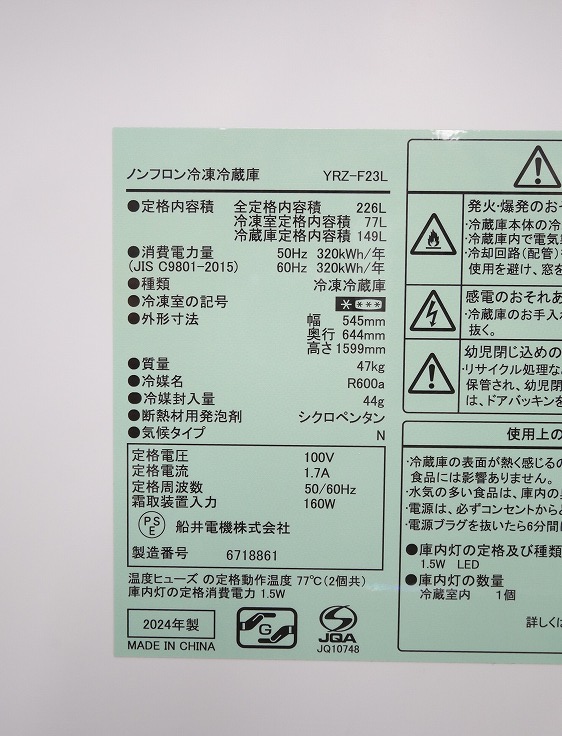 ノンフロン冷凍冷蔵庫 YRZ-F23L
●定格内容積 全定格内容積 226L
冷凍室定格内容積 77L
冷蔵庫定格内容積 149L
●消費電力量 50Hz 320kWh/年
(JIS C9801-2015) 60Hz 320kWh/年
●種類 冷凍冷蔵庫
●冷凍室の記号
●外形寸法 幅 545mm
奥行 644mm
高さ 1599mm
●質量 47kg
●冷媒名 R600a
●冷媒封入量 44g
●断熱材用発泡剤 シクロペンタン
●気候タイプ N
定格電圧 100V
定格電流 1.7A
定格周波数 50/60Hz
霜取装置入力 160W
PSE 船井電機株式会社
製造番号 6718861
温度ヒューズ の定格動作温度 77℃(2個共)
庫内灯の定格消費電力 1.5W
2024年製
MADE IN CHINA
G
JQA
JQ10748
発火・爆発のおそ
・冷蔵庫本体の冷
・冷蔵庫内で電気
・冷却回路(配管)
使用を避け、窓を
感電のおそれあ
・冷蔵庫のお手入
抜く。
幼児閉じ込めの
・リサイクル処理な
保管され、幼児閉
は、ドアパッキンを
使用上の
・冷蔵庫の表面が熱く感じるの
食品には影響ありません。
・水気の多い食品は、庫内の
・電源は、必ずコンセントから
・電源プラグを抜いたら6分間
●庫内灯の定格及び種類
1.5W LED
●庫内灯の数量
冷蔵室内 1個
詳しくは